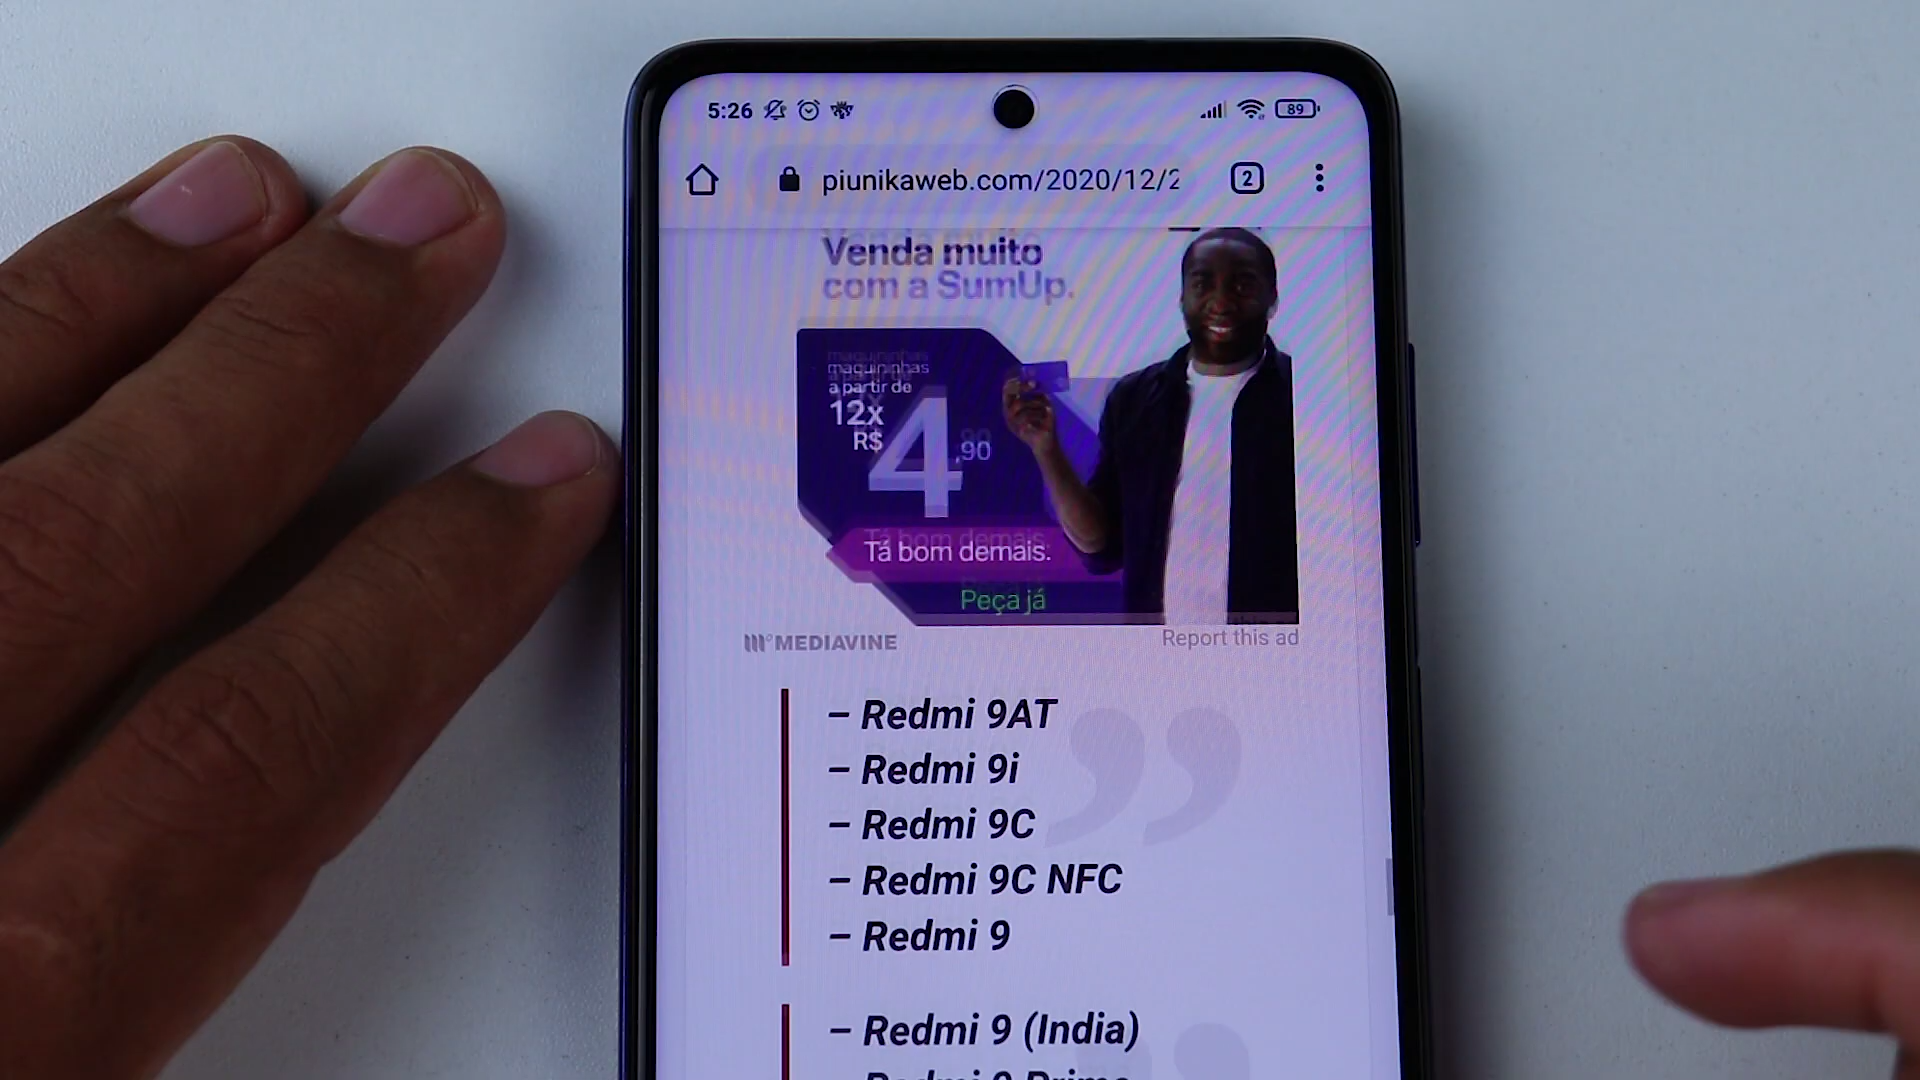 5:26
89
piunikaweb.com/2020/12/2
2
Venda muito
com a SumUp.
maquininhas
a partir de
12x
R$
4,90
Tá bom demais.
Peça já
MEDIAVINE
Report this ad
– Redmi 9AT
– Redmi 9i
– Redmi 9C
– Redmi 9C NFC
– Redmi 9
– Redmi 9 (India)